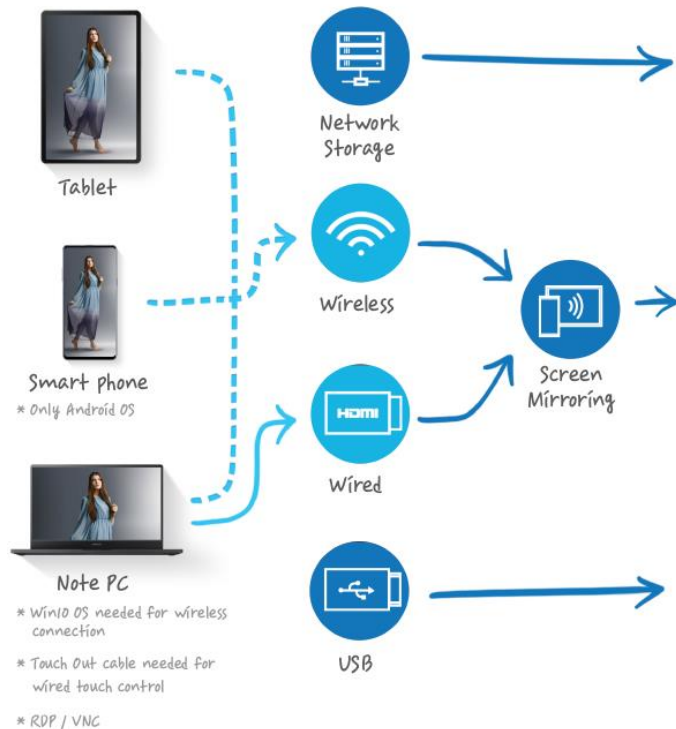 Tablet
Smart phone
* Only Android OS
Note PC
* Win10 OS needed for wireless
connection
* Touch Out cable needed for
wired touch control
* RDP / VNC
Network
Storage
Wireless
HDMI
Wired
USB
Screen
Mirroring